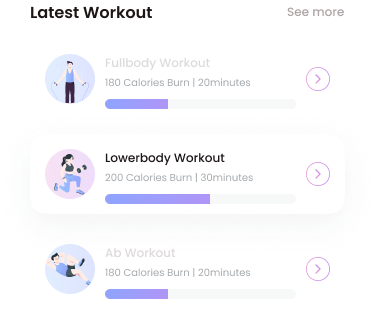 Latest Workout
See more
Fullbody Workout
180 Calories Burn | 20minutes
Lowerbody Workout
200 Calories Burn | 30minutes
Ab Workout
180 Calories Burn | 20minutes